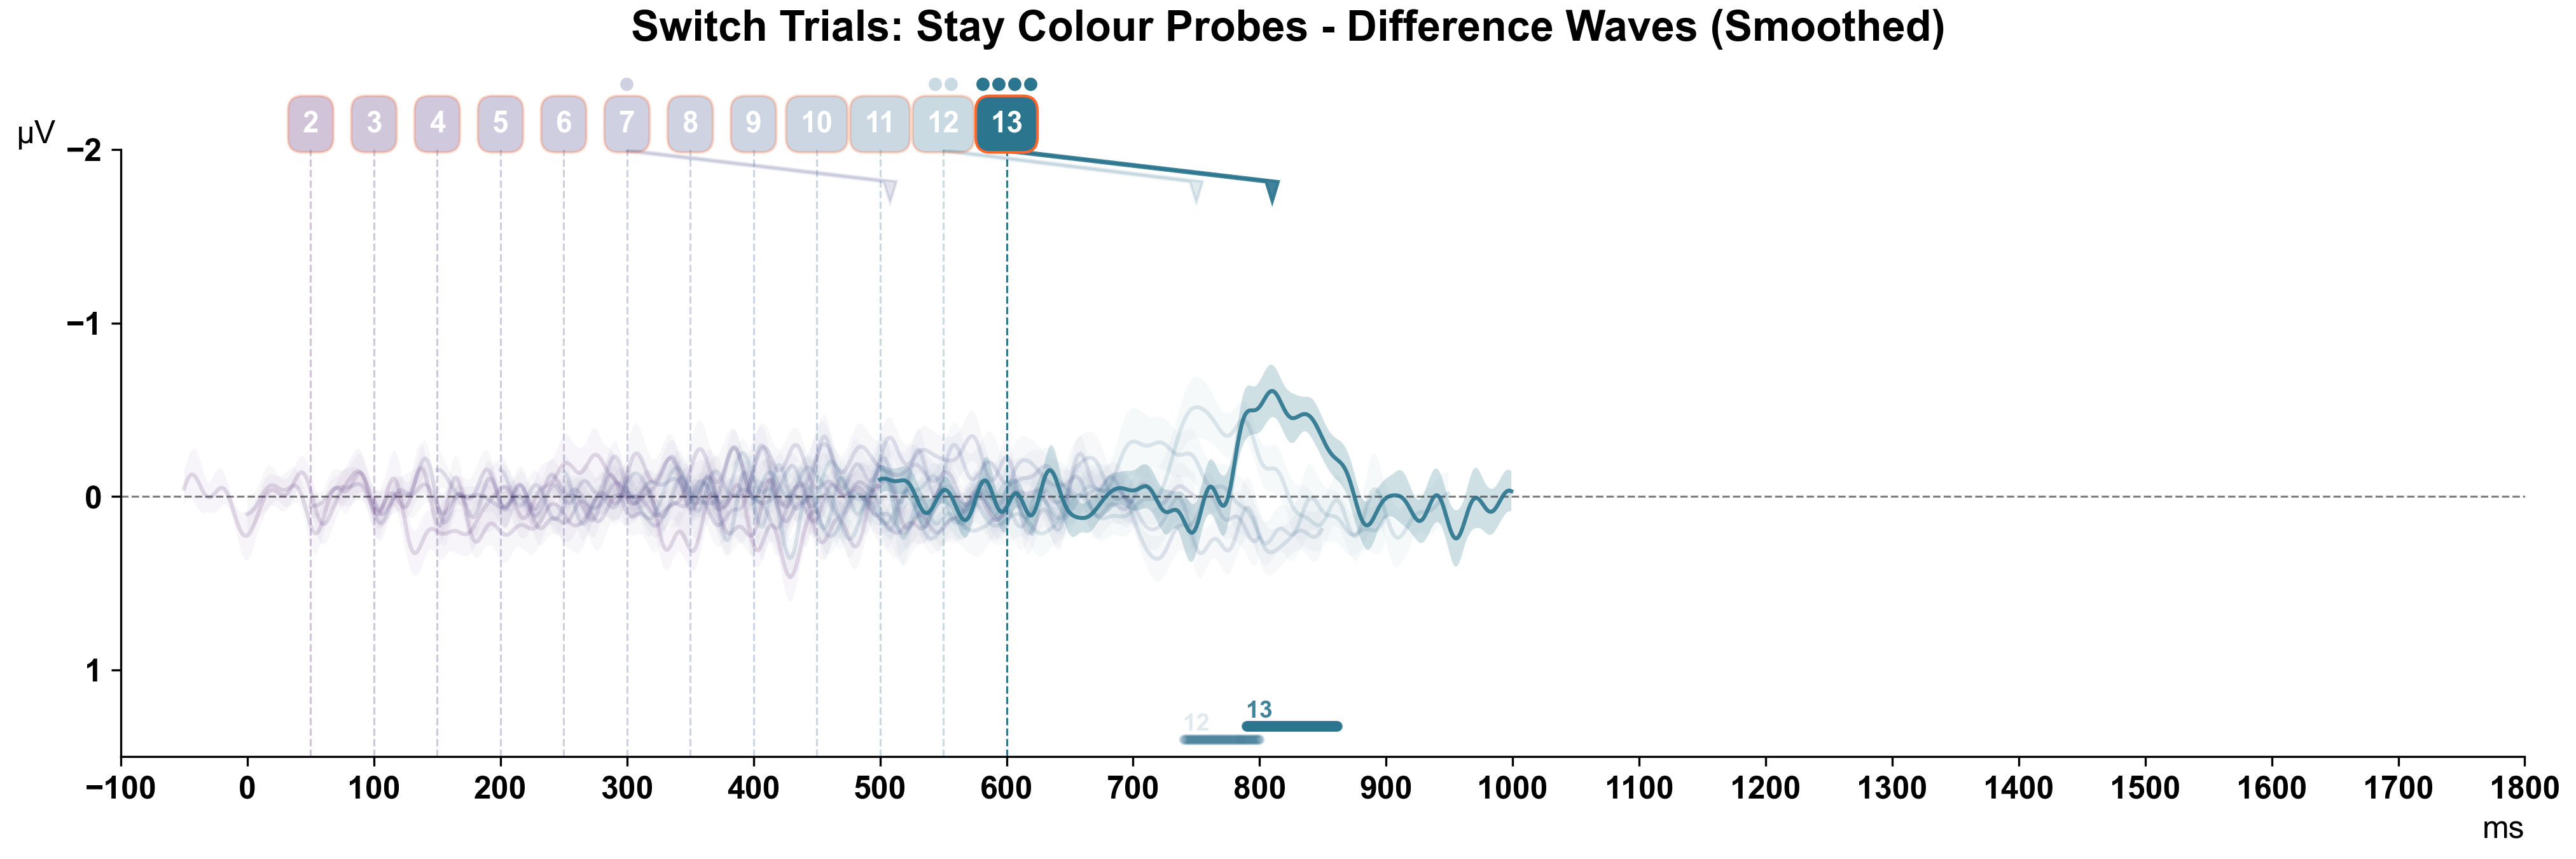 Switch Trials: Stay Colour Probes - Difference Waves (Smoothed)
2 3 4 5 6 7 8 9 10 11 12 13
µV
−2
−1
0
1
13
12
−100 0 100 200 300 400 500 600 700 800 900 1000 1100 1200 1300 1400 1500 1600 1700 1800
ms